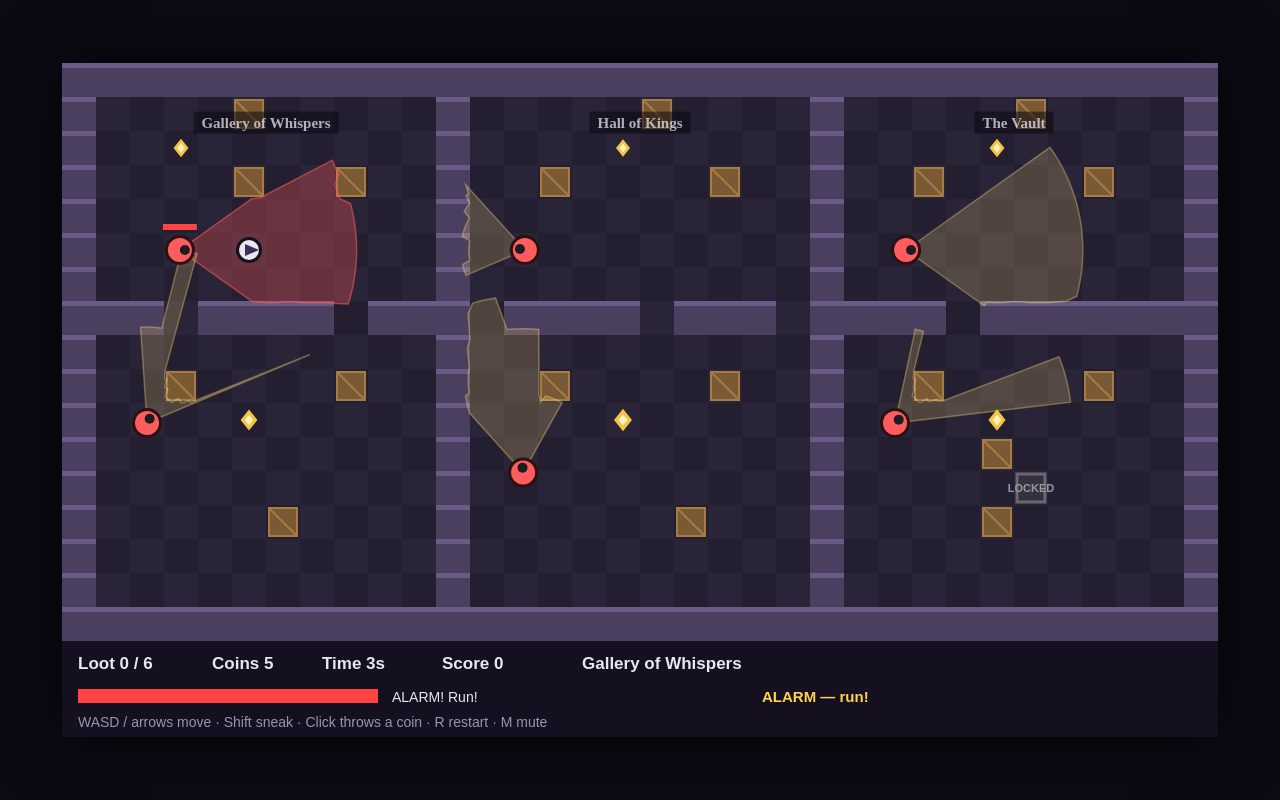 Gallery of Whispers
Hall of Kings
The Vault
LOCKED
Loot 0 / 6
Coins 5
Time 3s
Score 0
Gallery of Whispers
ALARM! Run!
ALARM — run!
WASD / arrows move · Shift sneak · Click throws a coin · R restart · M mute